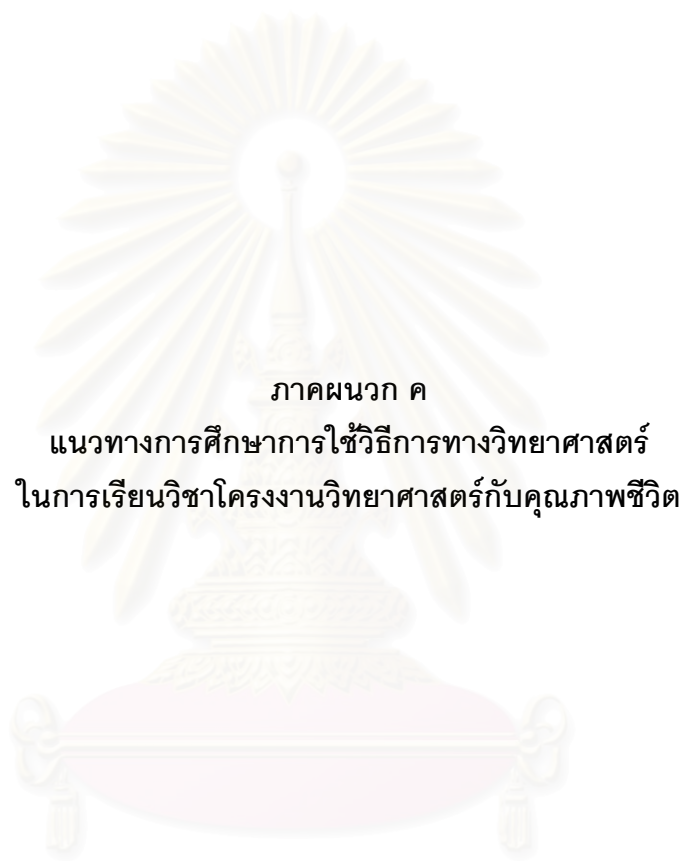 ภาคผนวก ค
แนวทางการศึกษาการใช้วิธีการทางวิทยาศาสตร์
ในการเรียนวิชาโครงงานวิทยาศาสตร์กับคุณภาพชีวิต